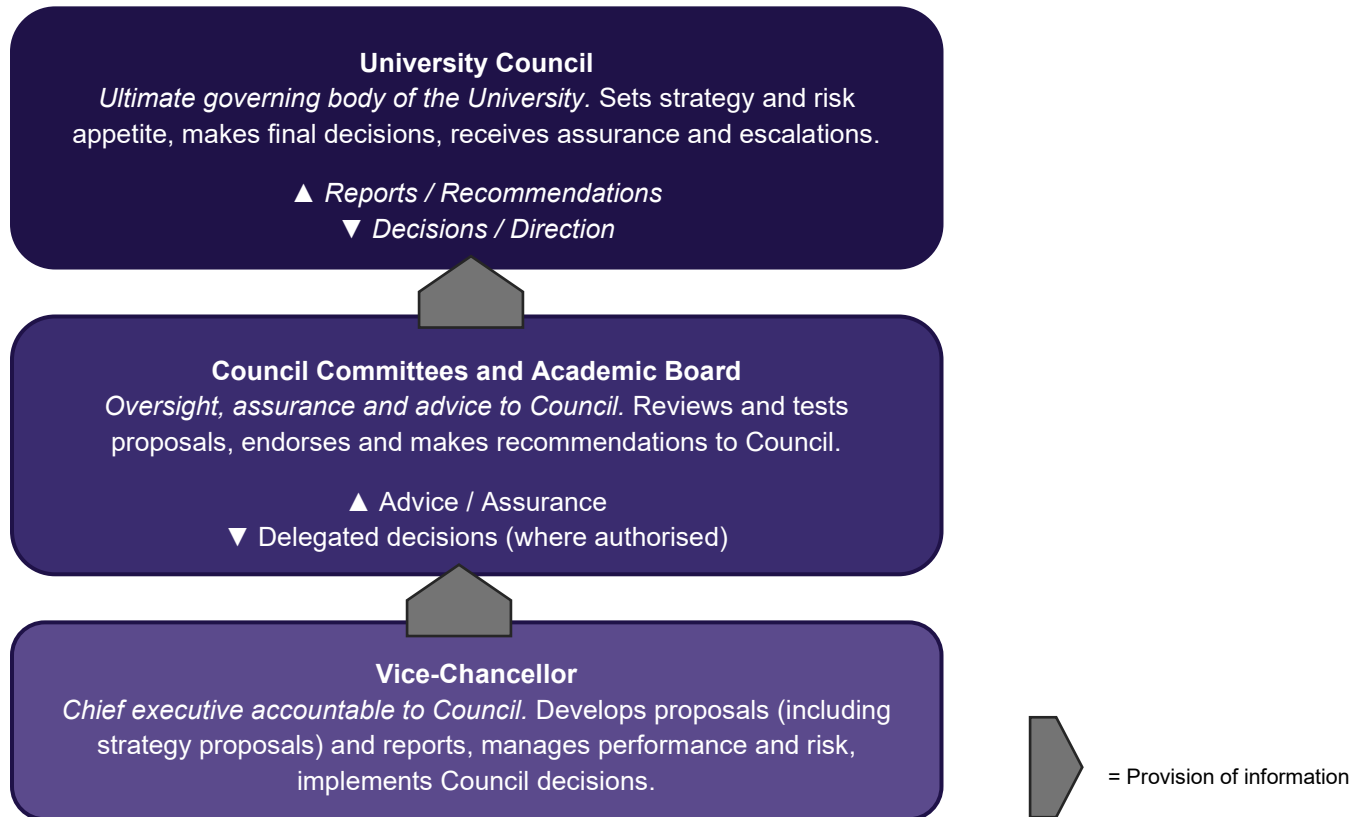 University Council
Ultimate governing body of the University. Sets strategy and risk
appetite, makes final decisions, receives assurance and escalations.
▲ Reports / Recommendations
▼ Decisions / Direction
Council Committees and Academic Board
Oversight, assurance and advice to Council. Reviews and tests
proposals, endorses and makes recommendations to Council.
▲ Advice / Assurance
▼ Delegated decisions (where authorised)
Vice-Chancellor
Chief executive accountable to Council. Develops proposals (including
strategy proposals) and reports, manages performance and risk,
implements Council decisions.
= Provision of information